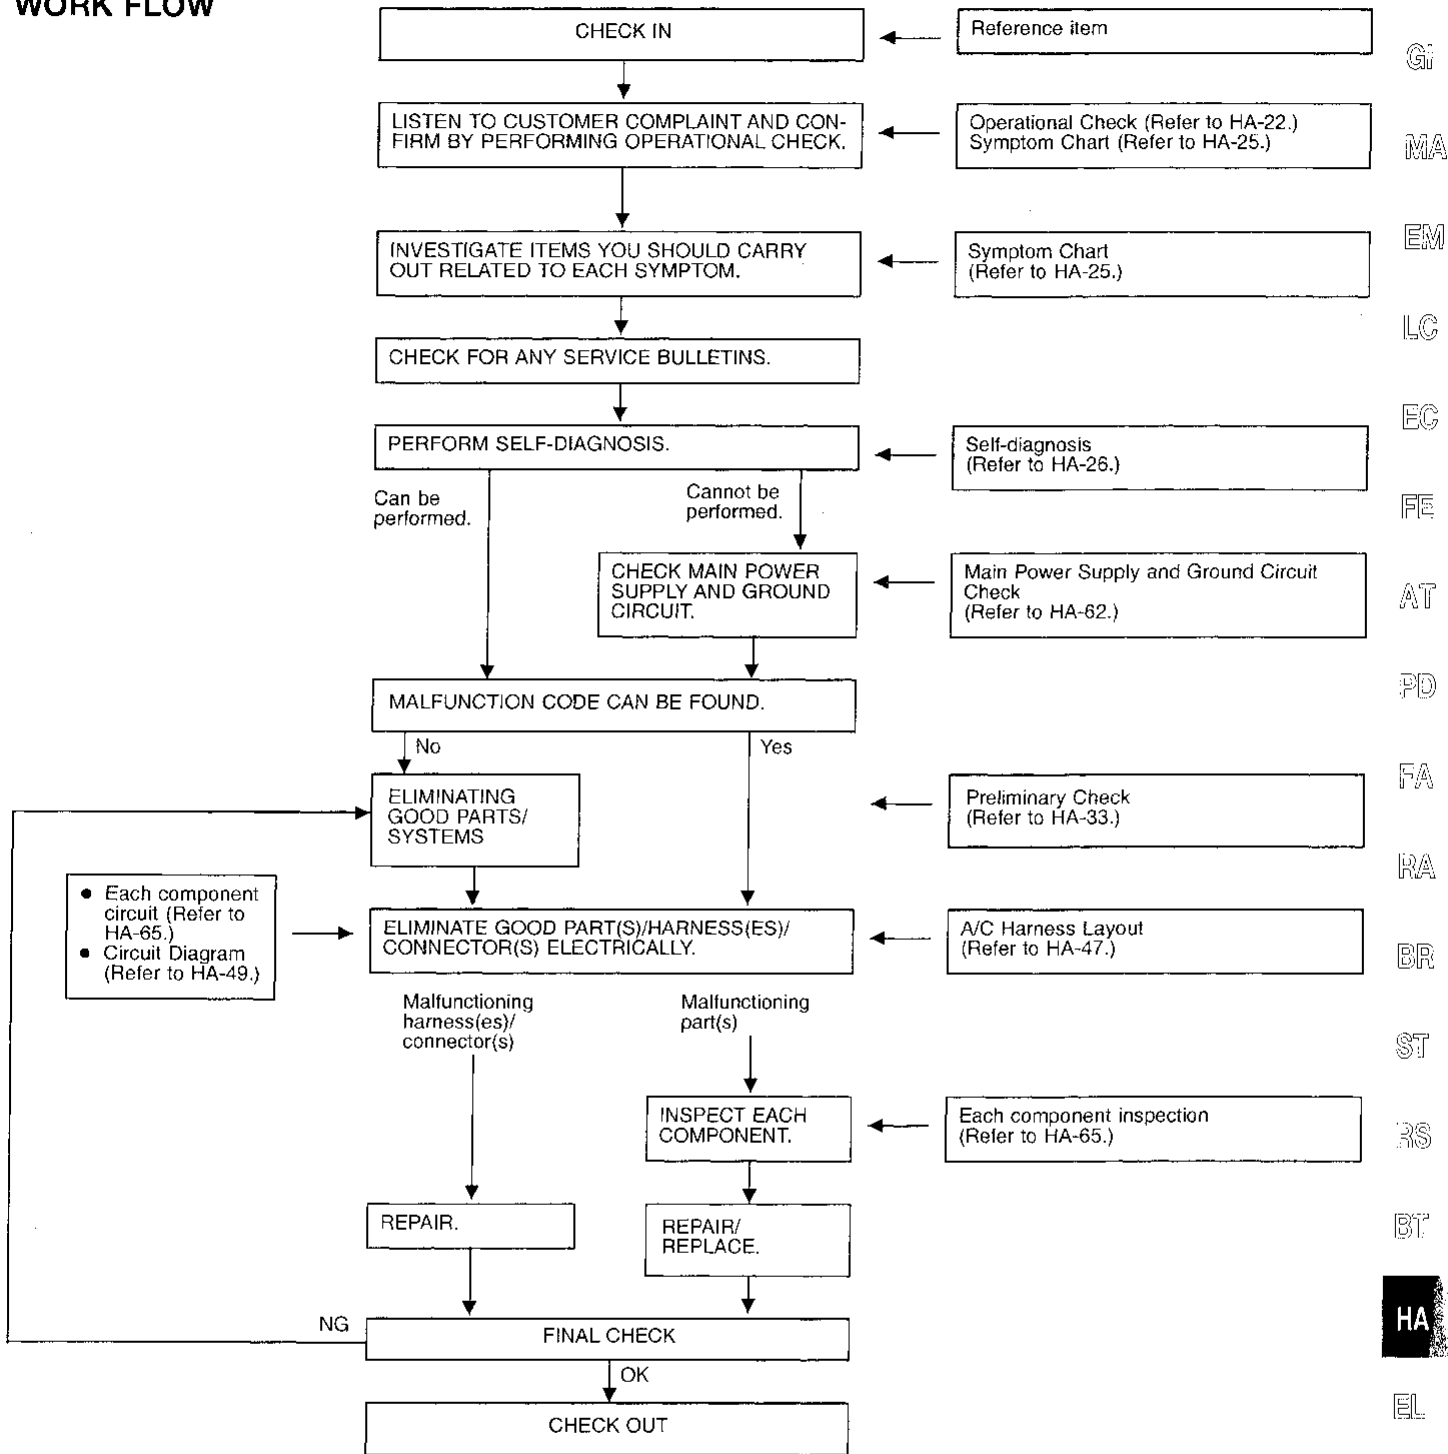 WORK FLOW
CHECK IN
Reference item
LISTEN TO CUSTOMER COMPLAINT AND CON-
FIRM BY PERFORMING OPERATIONAL CHECK.
Operational Check (Refer to HA-22.)
Symptom Chart (Refer to HA-25.)
INVESTIGATE ITEMS YOU SHOULD CARRY
OUT RELATED TO EACH SYMPTOM.
Symptom Chart
(Refer to HA-25.)
CHECK FOR ANY SERVICE BULLETINS.
PERFORM SELF-DIAGNOSIS.
Self-diagnosis
(Refer to HA-26.)
Can be
performed.
Cannot be
performed.
CHECK MAIN POWER
SUPPLY AND GROUND
CIRCUIT.
Main Power Supply and Ground Circuit
Check
(Refer to HA-62.)
MALFUNCTION CODE CAN BE FOUND.
No
Yes
ELIMINATING
GOOD PARTS/
SYSTEMS
Preliminary Check
(Refer to HA-33.)
● Each component
circuit (Refer to
HA-65.)
● Circuit Diagram
(Refer to HA-49.)
ELIMINATE GOOD PART(S)/HARNESS(ES)/
CONNECTOR(S) ELECTRICALLY.
A/C Harness Layout
(Refer to HA-47.)
Malfunctioning
harness(es)/
connector(s)
Malfunctioning
part(s)
INSPECT EACH
COMPONENT.
Each component inspection
(Refer to HA-65.)
REPAIR.
REPAIR/
REPLACE.
NG
FINAL CHECK
OK
CHECK OUT
GI
MA
EM
LC
EC
FE
AT
PD
FA
RA
BR
ST
RS
BT
HA
EL